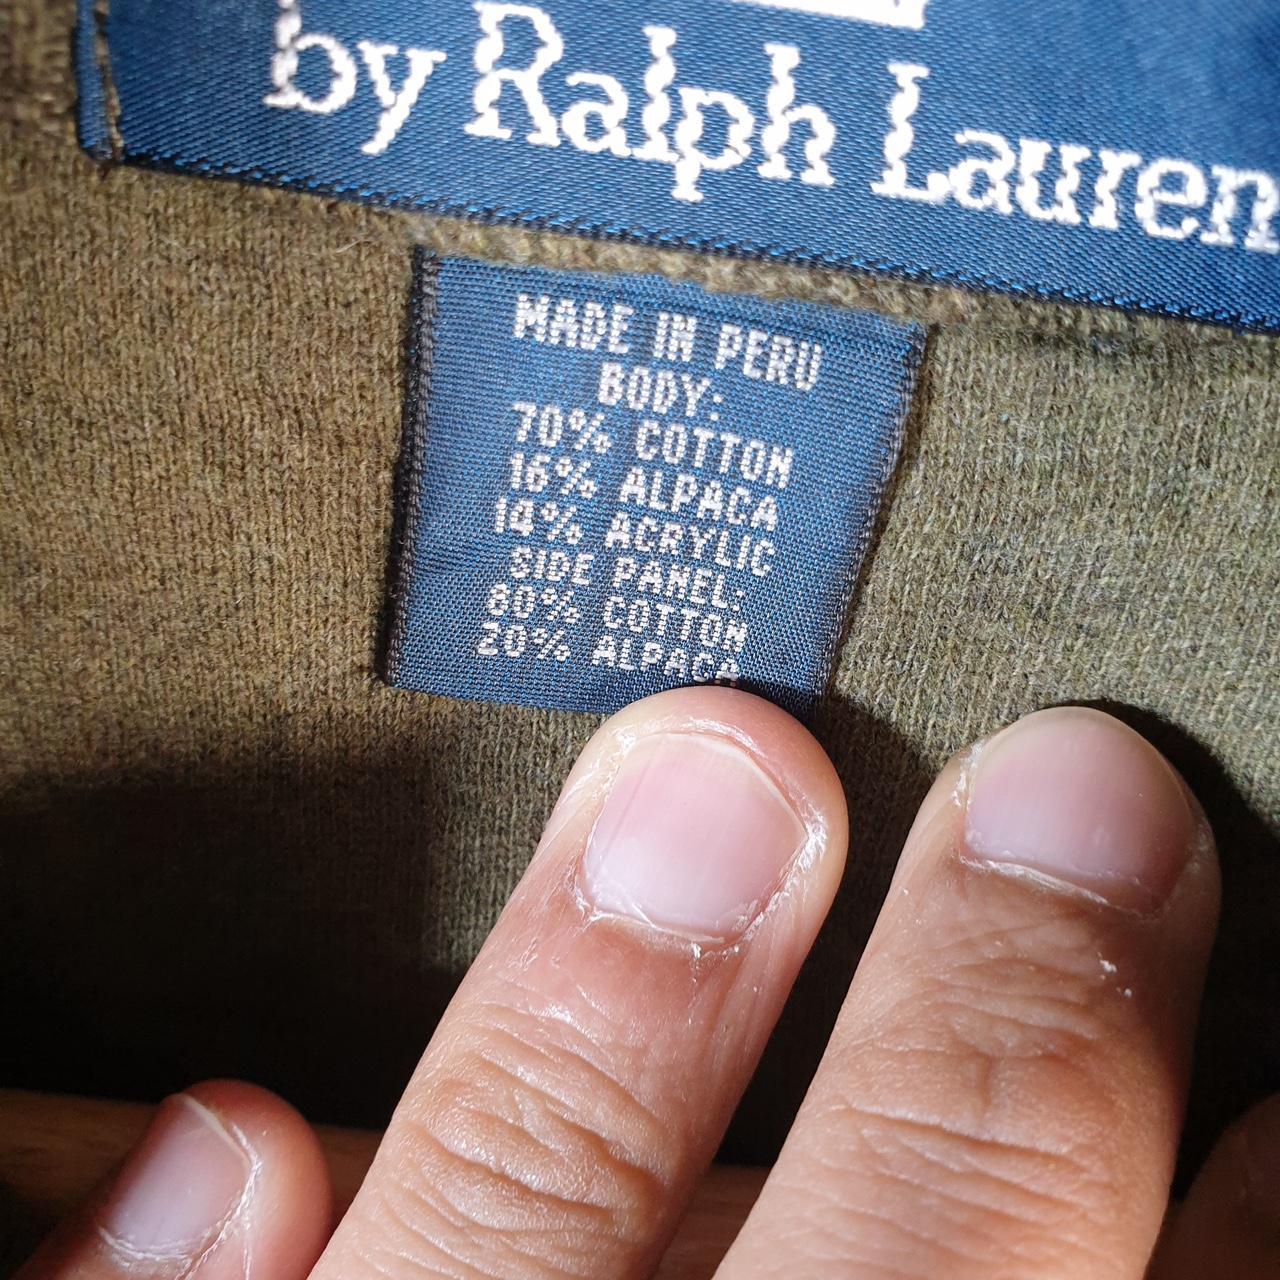 by Ralph Lauren
MADE IN PERU
BODY:
70% COTTON
16% ALPACA
14% ACRYLIC
SIDE PANEL:
80% COTTON
20% ALPACA